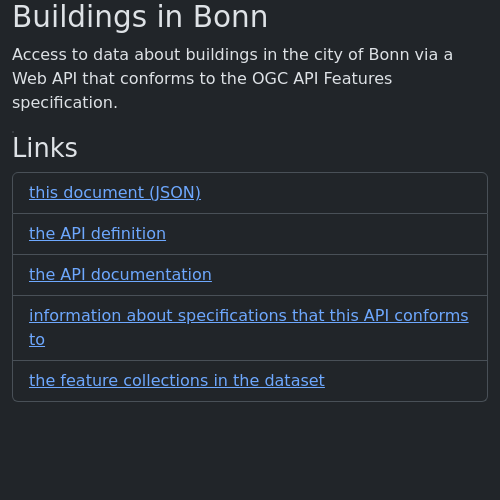 Buildings in Bonn
Access to data about buildings in the city of Bonn via a
Web API that conforms to the OGC API Features
specification.
Links
this document (JSON)
the API definition
the API documentation
information about specifications that this API conforms
to
the feature collections in the dataset